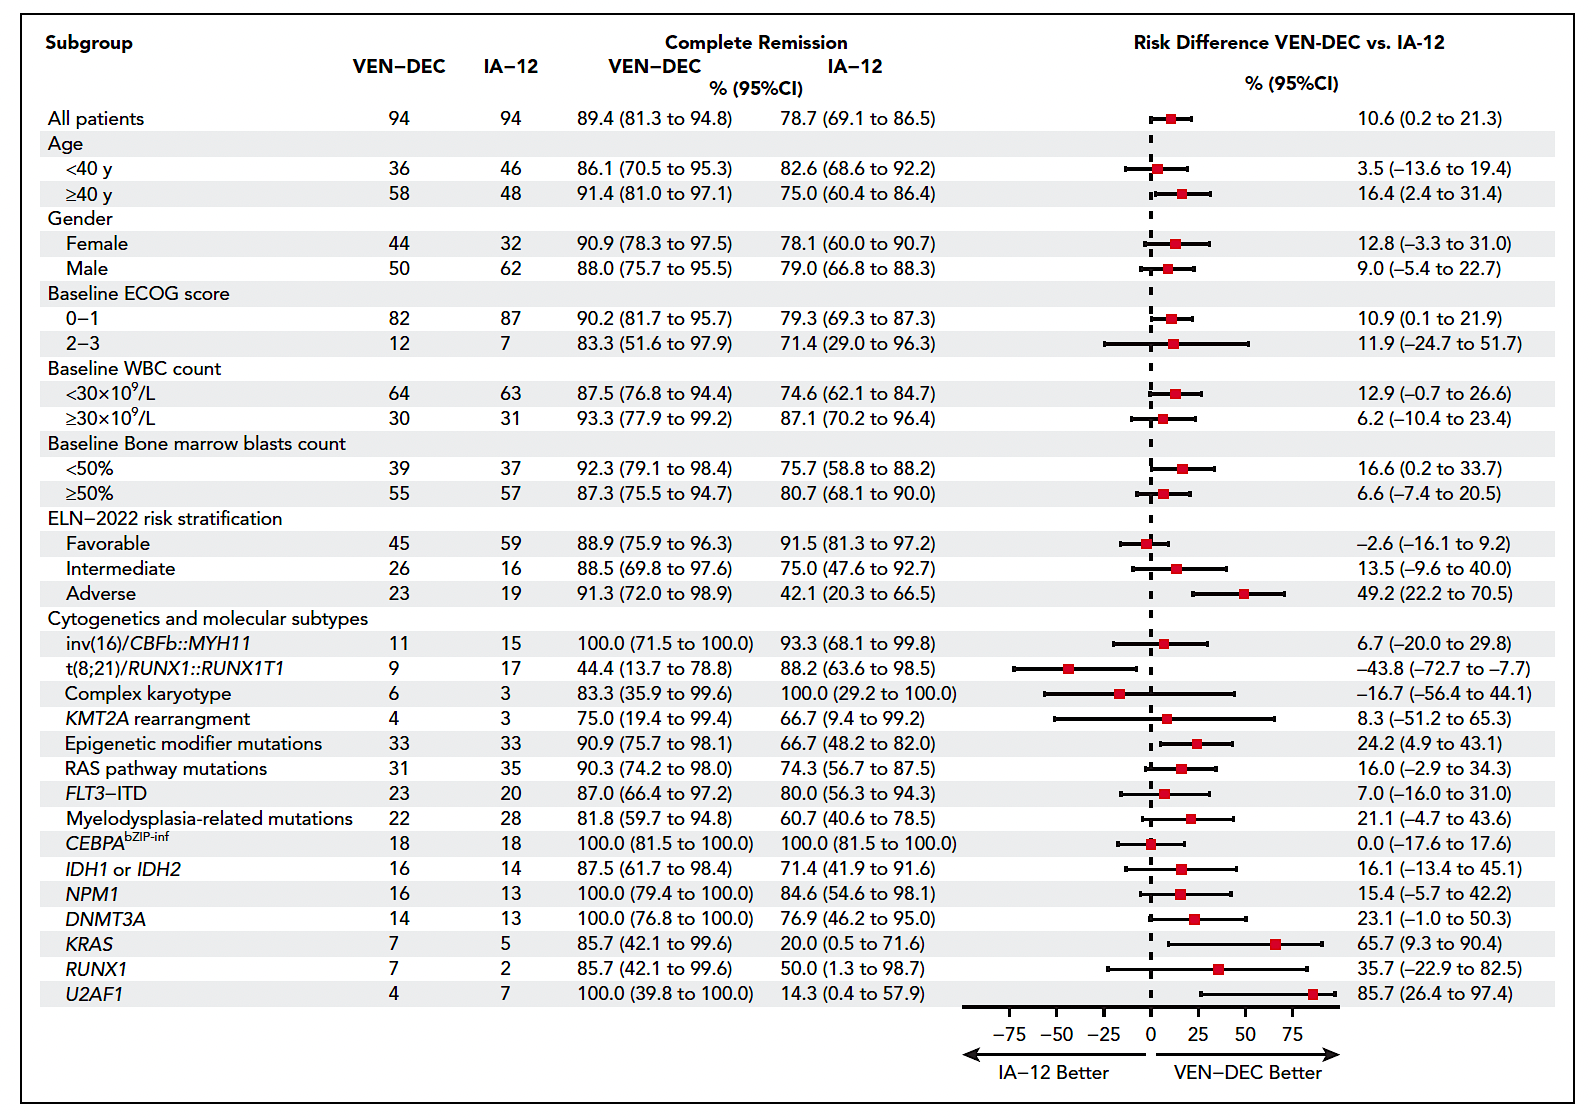 Subgroup Complete Remission Risk Difference VEN-DEC vs. IA-12
VEN−DEC IA−12 VEN−DEC IA−12
% (95%CI) % (95%CI)
All patients 94 94 89.4 (81.3 to 94.8) 78.7 (69.1 to 86.5) 10.6 (0.2 to 21.3)
Age
<40 y 36 46 86.1 (70.5 to 95.3) 82.6 (68.6 to 92.2) 3.5 (–13.6 to 19.4)
≥40 y 58 48 91.4 (81.0 to 97.1) 75.0 (60.4 to 86.4) 16.4 (2.4 to 31.4)
Gender
Female 44 32 90.9 (78.3 to 97.5) 78.1 (60.0 to 90.7) 12.8 (–3.3 to 31.0)
Male 50 62 88.0 (75.7 to 95.5) 79.0 (66.8 to 88.3) 9.0 (–5.4 to 22.7)
Baseline ECOG score
0−1 82 87 90.2 (81.7 to 95.7) 79.3 (69.3 to 87.3) 10.9 (0.1 to 21.9)
2−3 12 7 83.3 (51.6 to 97.9) 71.4 (29.0 to 96.3) 11.9 (–24.7 to 51.7)
Baseline WBC count
<30×10⁹/L 64 63 87.5 (76.8 to 94.4) 74.6 (62.1 to 84.7) 12.9 (–0.7 to 26.6)
≥30×10⁹/L 30 31 93.3 (77.9 to 99.2) 87.1 (70.2 to 96.4) 6.2 (–10.4 to 23.4)
Baseline Bone marrow blasts count
<50% 39 37 92.3 (79.1 to 98.4) 75.7 (58.8 to 88.2) 16.6 (0.2 to 33.7)
≥50% 55 57 87.3 (75.5 to 94.7) 80.7 (68.1 to 90.0) 6.6 (–7.4 to 20.5)
ELN−2022 risk stratification
Favorable 45 59 88.9 (75.9 to 96.3) 91.5 (81.3 to 97.2) –2.6 (–16.1 to 9.2)
Intermediate 26 16 88.5 (69.8 to 97.6) 75.0 (47.6 to 92.7) 13.5 (–9.6 to 40.0)
Adverse 23 19 91.3 (72.0 to 98.9) 42.1 (20.3 to 66.5) 49.2 (22.2 to 70.5)
Cytogenetics and molecular subtypes
inv(16)/CBFb::MYH11 11 15 100.0 (71.5 to 100.0) 93.3 (68.1 to 99.8) 6.7 (–20.0 to 29.8)
t(8;21)/RUNX1::RUNX1T1 9 17 44.4 (13.7 to 78.8) 88.2 (63.6 to 98.5) –43.8 (–72.7 to –7.7)
Complex karyotype 6 3 83.3 (35.9 to 99.6) 100.0 (29.2 to 100.0) –16.7 (–56.4 to 44.1)
KMT2A rearrangment 4 3 75.0 (19.4 to 99.4) 66.7 (9.4 to 99.2) 8.3 (–51.2 to 65.3)
Epigenetic modifier mutations 33 33 90.9 (75.7 to 98.1) 66.7 (48.2 to 82.0) 24.2 (4.9 to 43.1)
RAS pathway mutations 31 35 90.3 (74.2 to 98.0) 74.3 (56.7 to 87.5) 16.0 (–2.9 to 34.3)
FLT3−ITD 23 20 87.0 (66.4 to 97.2) 80.0 (56.3 to 94.3) 7.0 (–16.0 to 31.0)
Myelodysplasia-related mutations 22 28 81.8 (59.7 to 94.8) 60.7 (40.6 to 78.5) 21.1 (–4.7 to 43.6)
CEBPA^bZIP-inf 18 18 100.0 (81.5 to 100.0) 100.0 (81.5 to 100.0) 0.0 (–17.6 to 17.6)
IDH1 or IDH2 16 14 87.5 (61.7 to 98.4) 71.4 (41.9 to 91.6) 16.1 (–13.4 to 45.1)
NPM1 16 13 100.0 (79.4 to 100.0) 84.6 (54.6 to 98.1) 15.4 (–5.7 to 42.2)
DNMT3A 14 13 100.0 (76.8 to 100.0) 76.9 (46.2 to 95.0) 23.1 (–1.0 to 50.3)
KRAS 7 5 85.7 (42.1 to 99.6) 20.0 (0.5 to 71.6) 65.7 (9.3 to 90.4)
RUNX1 7 2 85.7 (42.1 to 99.6) 50.0 (1.3 to 98.7) 35.7 (–22.9 to 82.5)
U2AF1 4 7 100.0 (39.8 to 100.0) 14.3 (0.4 to 57.9) 85.7 (26.4 to 97.4)
−75 −50 −25 0 25 50 75
IA−12 Better VEN−DEC Better